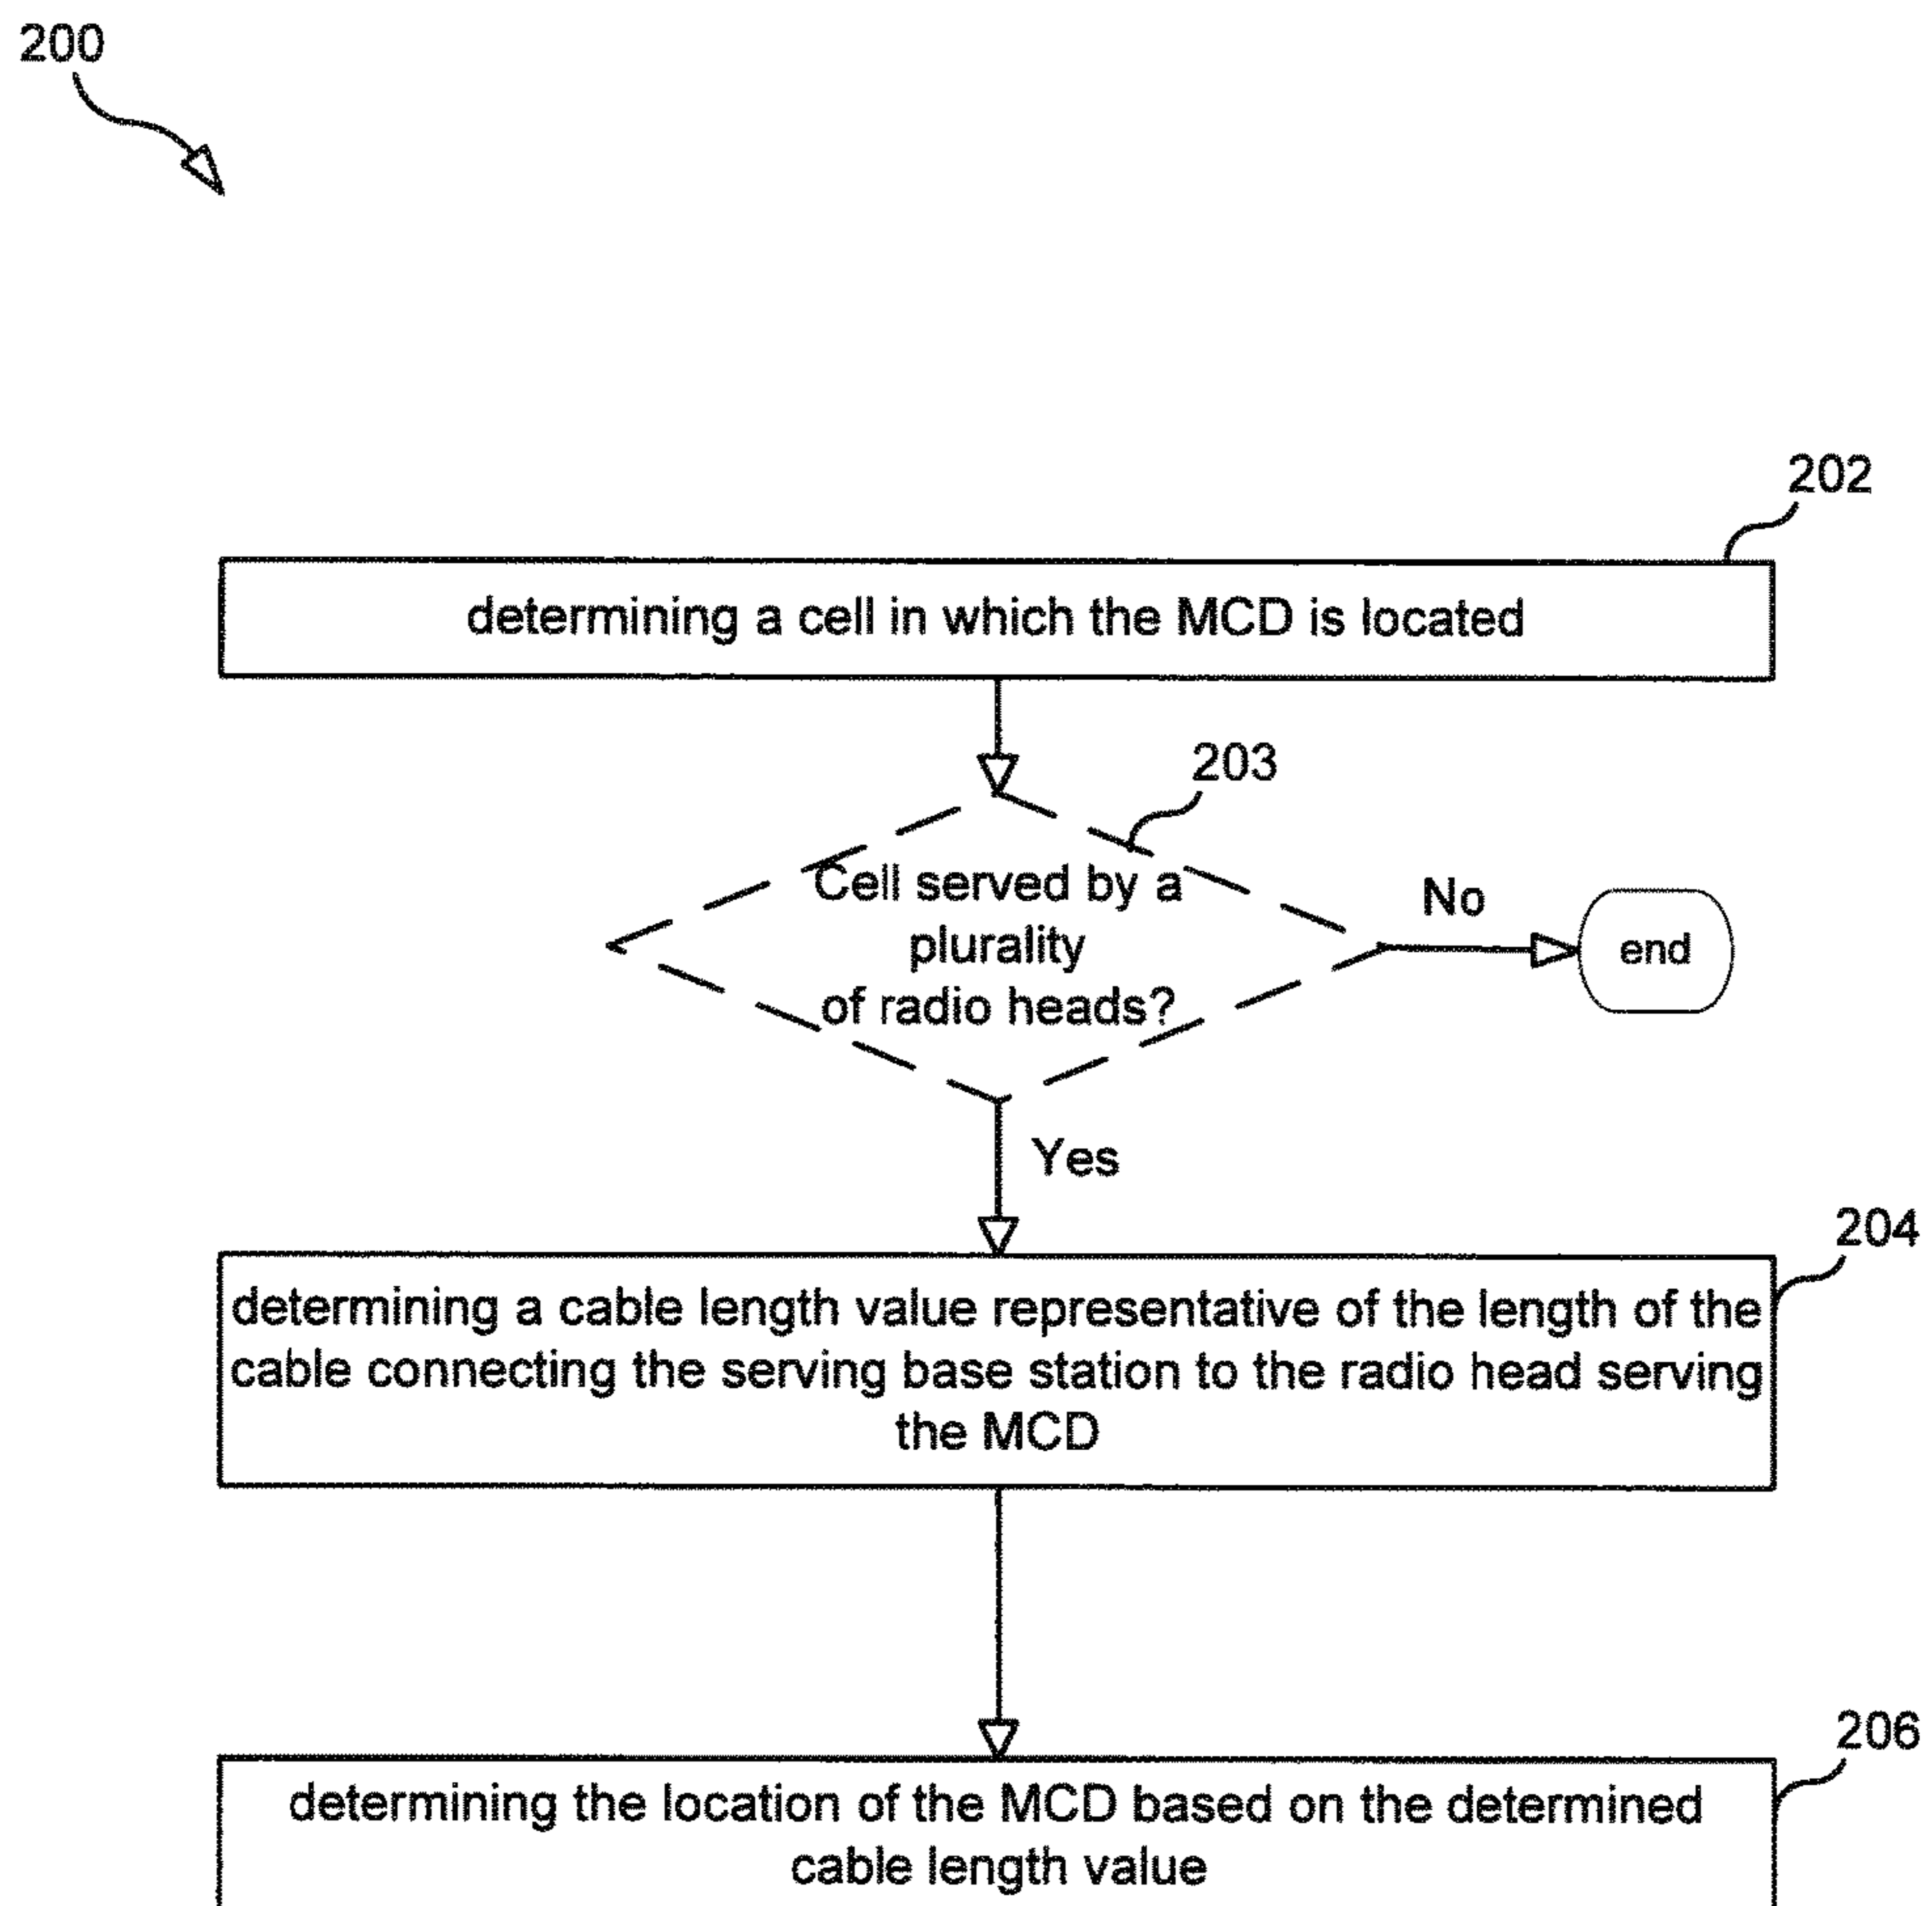 200
202
determining a cell in which the MCD is located
203
Cell served by a
plurality
of radio heads?
No
end
Yes
204
determining a cable length value representative of the length of the
cable connecting the serving base station to the radio head serving
the MCD
206
determining the location of the MCD based on the determined
cable length value